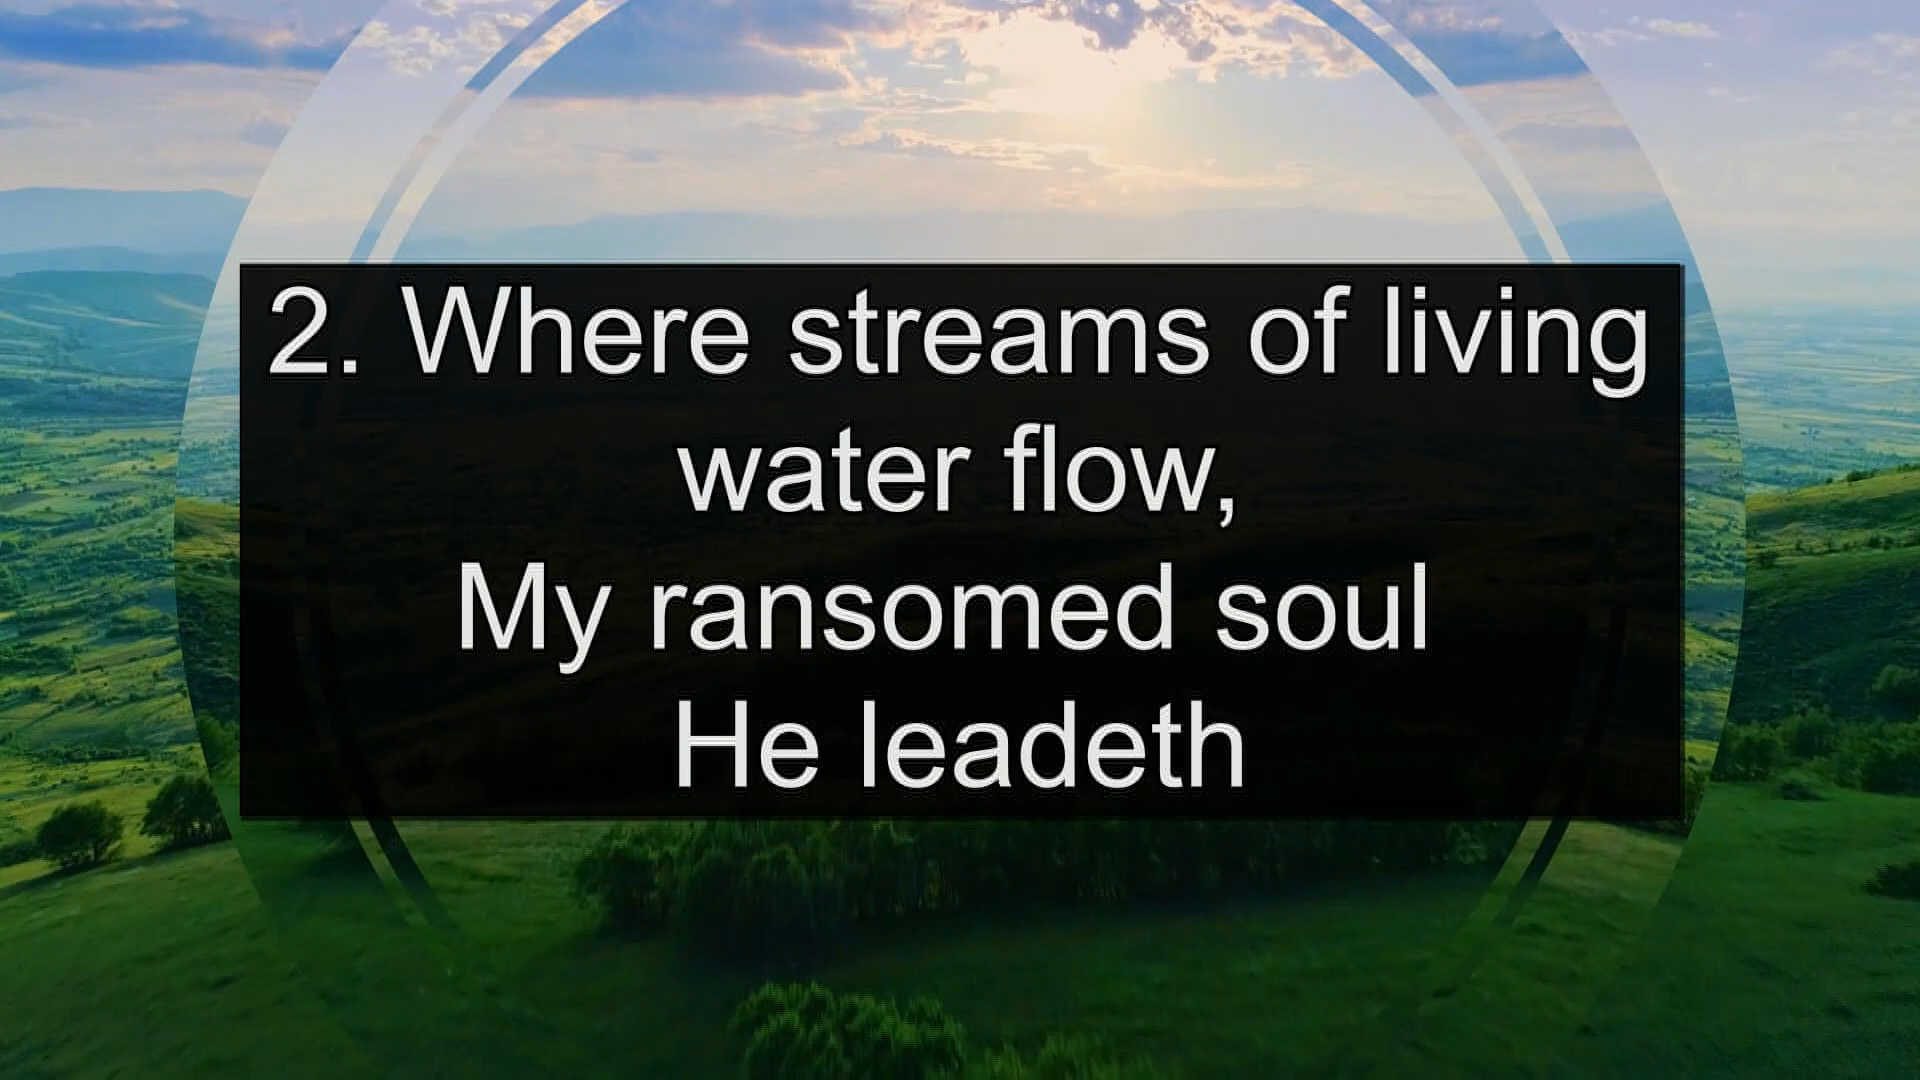 2. Where streams of living
water flow,
My ransomed soul
He leadeth